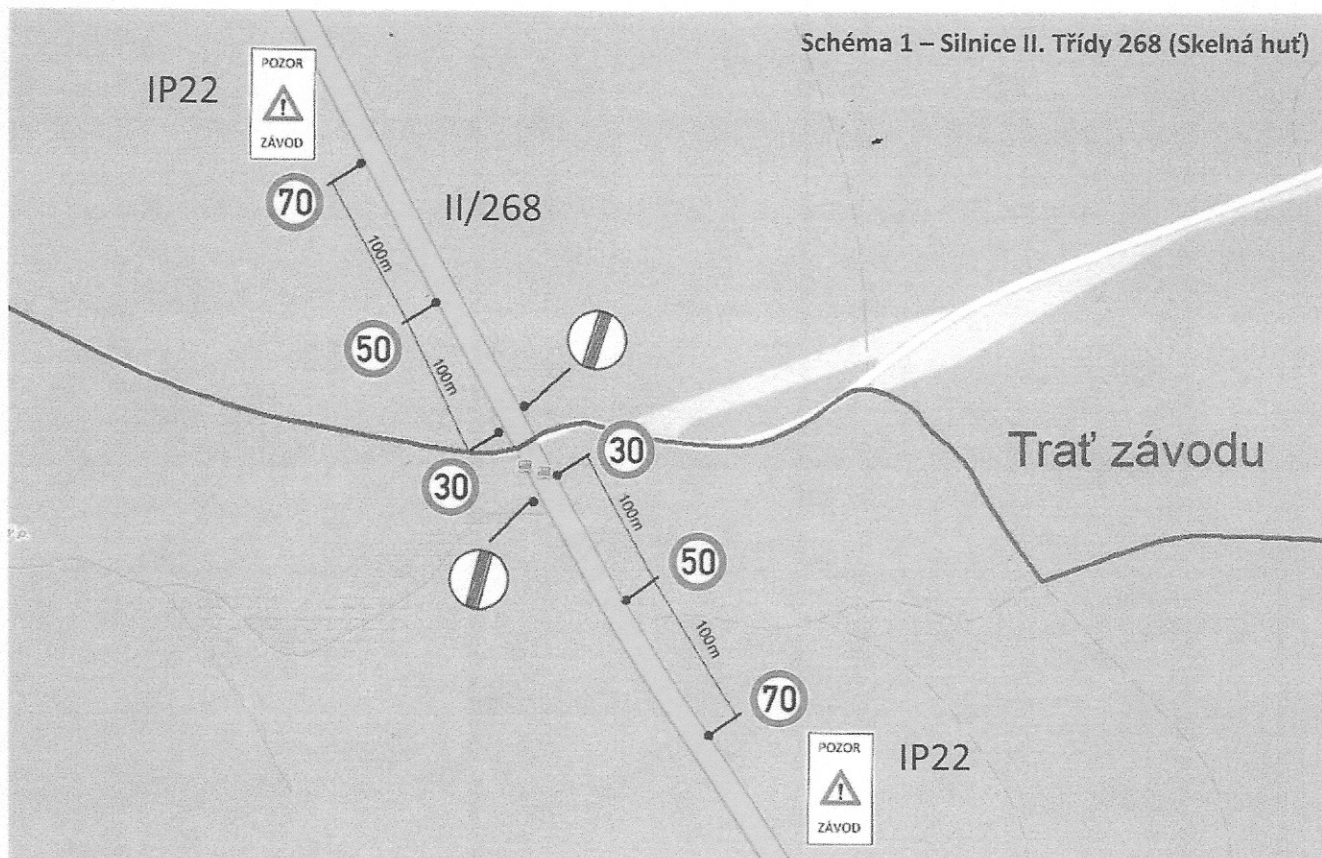 Schéma 1 – Silnice II. Třídy 268 (Skelná huť)
IP22
POZOR
!
ZÁVOD
70
II/268
100m
50
100m
30
30
Trať závodu
100m
50
100m
70
POZOR
!
ZÁVOD
IP22